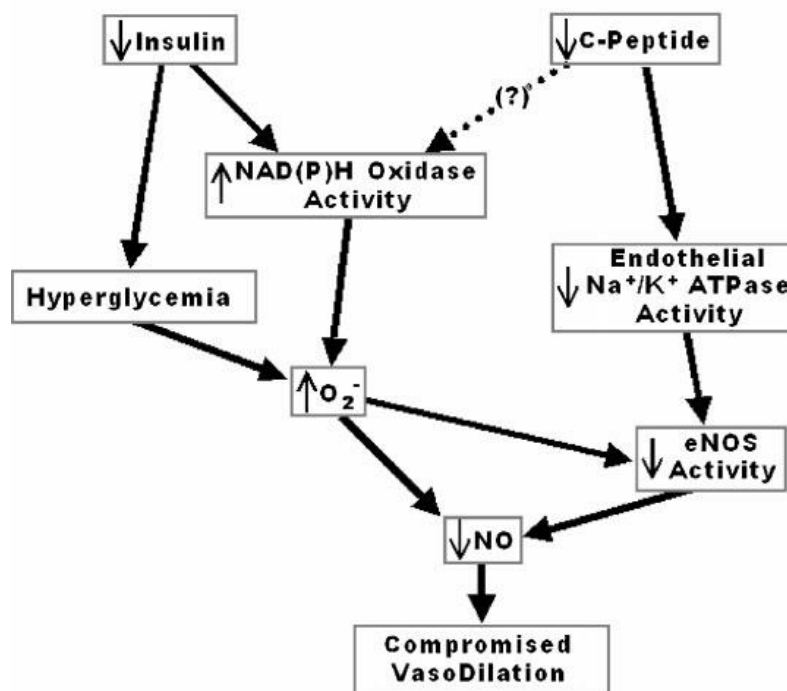 ↓Insulin
↓C-Peptide
(?)
↑NAD(P)H Oxidase
Activity
Endothelial
↓Na⁺/K⁺ ATPase
Activity
Hyperglycemia
↑O₂⁻
↓eNOS
Activity
↓NO
Compromised
VasoDilation